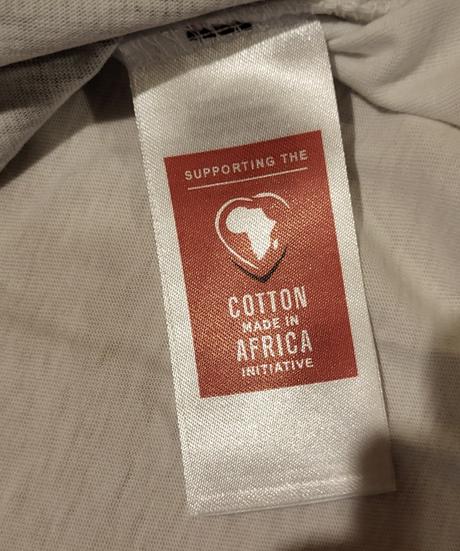 SUPPORTING THE
COTTON
MADE IN
AFRICA
INITIATIVE